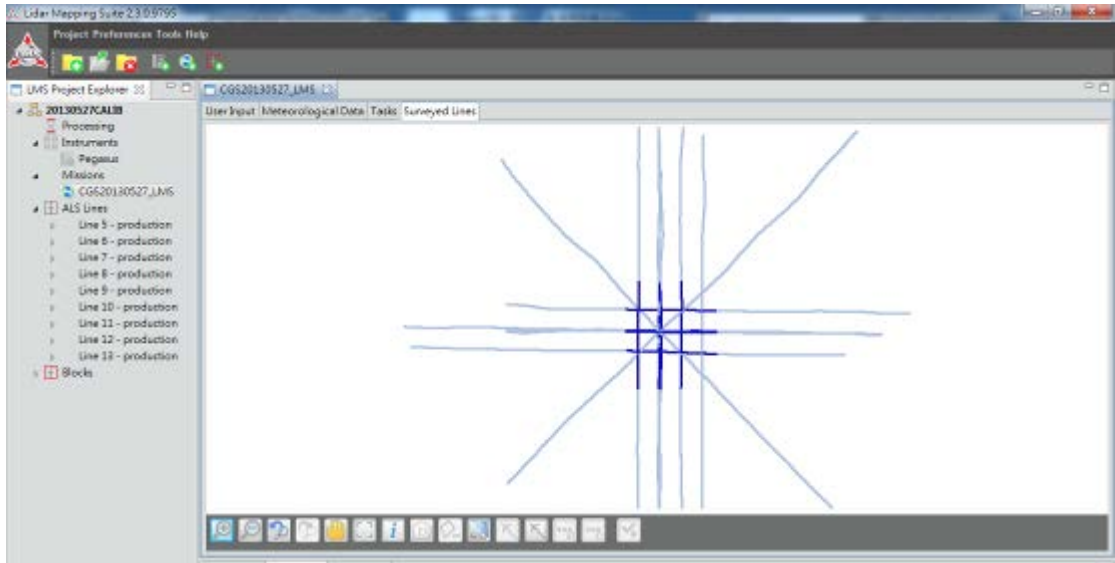 Lidar Mapping Suite 2.3.0.9795
Project Preferences Tools Help
LMS Project Explorer
CGS20130527_LMS
20130527CALIB
Processing
Instruments
Pegasus
Missions
CGS20130527_LMS
ALS Lines
Line 5 - production
Line 6 - production
Line 7 - production
Line 8 - production
Line 9 - production
Line 10 - production
Line 11 - production
Line 12 - production
Line 13 - production
Blocks
User Input Meteorological Data Tasks Surveyed Lines